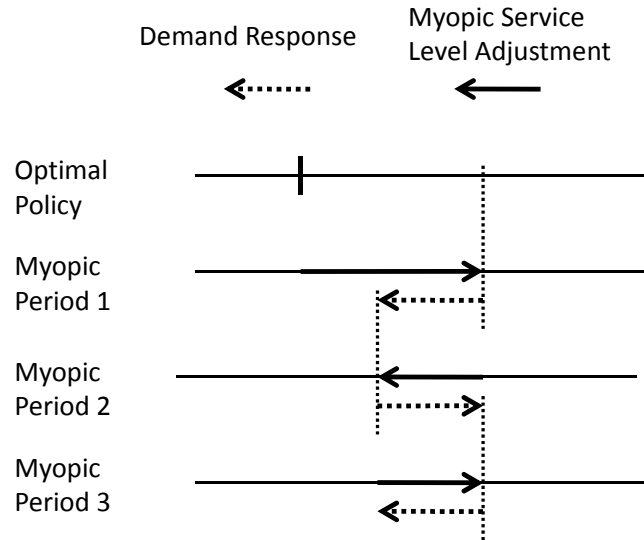 Demand Response
Myopic Service
Level Adjustment
Optimal
Policy
Myopic
Period 1
Myopic
Period 2
Myopic
Period 3